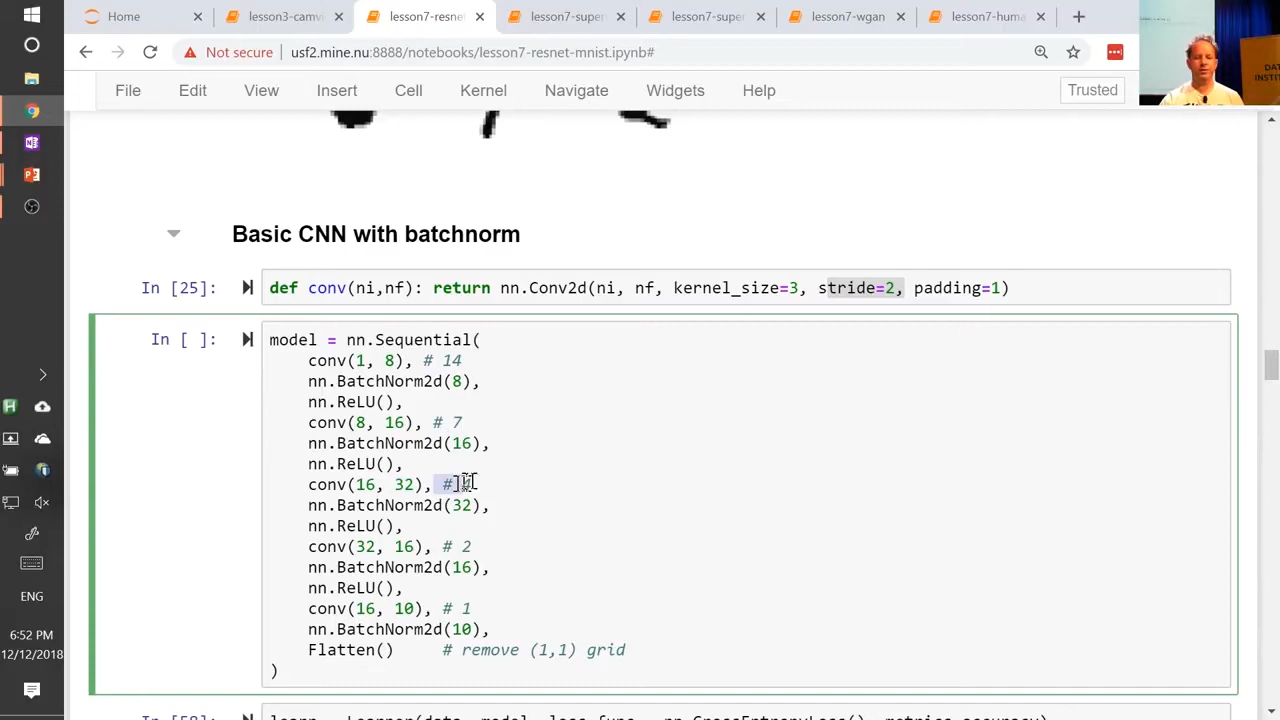 Home
lesson3-camvi
lesson7-resnet
lesson7-super
lesson7-super
lesson7-wgan
lesson7-huma
Not secure | usf2.mine.nu:8888/notebooks/lesson7-resnet-mnist.ipynb#
File Edit View Insert Cell Kernel Navigate Widgets Help
Trusted
Basic CNN with batchnorm
In [25]:
def conv(ni,nf): return nn.Conv2d(ni, nf, kernel_size=3, stride=2, padding=1)
In [ ]:
model = nn.Sequential(
conv(1, 8), # 14
nn.BatchNorm2d(8),
nn.ReLU(),
conv(8, 16), # 7
nn.BatchNorm2d(16),
nn.ReLU(),
conv(16, 32), #
nn.BatchNorm2d(32),
nn.ReLU(),
conv(32, 16), # 2
nn.BatchNorm2d(16),
nn.ReLU(),
conv(16, 10), # 1
nn.BatchNorm2d(10),
Flatten() # remove (1,1) grid
)
ENG
6:52 PM
12/12/2018